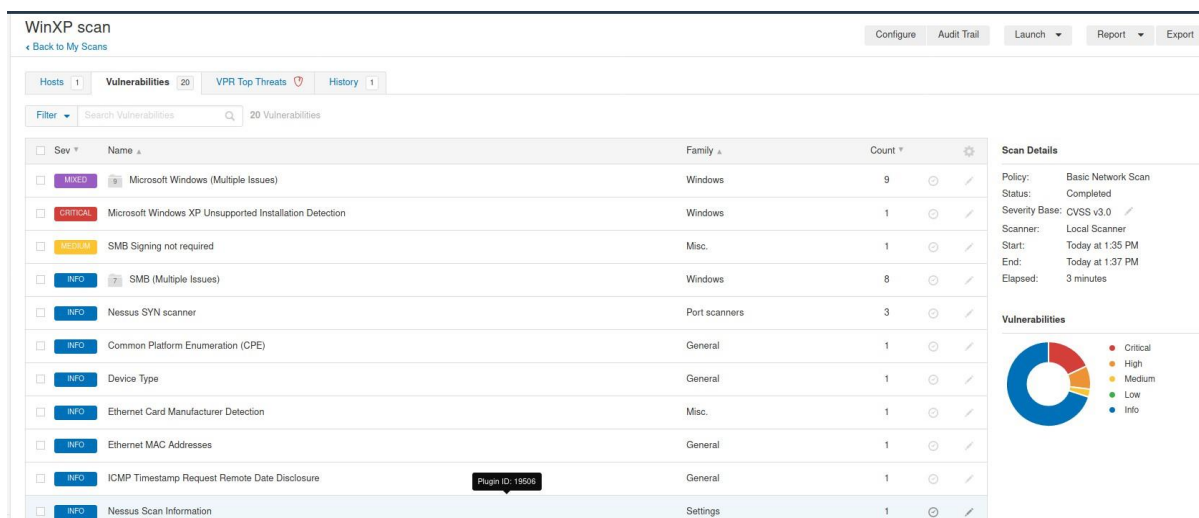 WinXP scan
‹ Back to My Scans
Configure Audit Trail Launch Report Export
Hosts 1 Vulnerabilities 20 VPR Top Threats History 1
Filter Search Vulnerabilities 20 Vulnerabilities
Sev Name Family Count
MIXED 9 Microsoft Windows (Multiple Issues) Windows 9
CRITICAL Microsoft Windows XP Unsupported Installation Detection Windows 1
MEDIUM SMB Signing not required Misc. 1
INFO 7 SMB (Multiple Issues) Windows 8
INFO Nessus SYN scanner Port scanners 3
INFO Common Platform Enumeration (CPE) General 1
INFO Device Type General 1
INFO Ethernet Card Manufacturer Detection Misc. 1
INFO Ethernet MAC Addresses General 1
INFO ICMP Timestamp Request Remote Date Disclosure General 1
Plugin ID: 19506
INFO Nessus Scan Information Settings 1
Scan Details
Policy: Basic Network Scan
Status: Completed
Severity Base: CVSS v3.0
Scanner: Local Scanner
Start: Today at 1:35 PM
End: Today at 1:37 PM
Elapsed: 3 minutes
Vulnerabilities
Critical
High
Medium
Low
Info